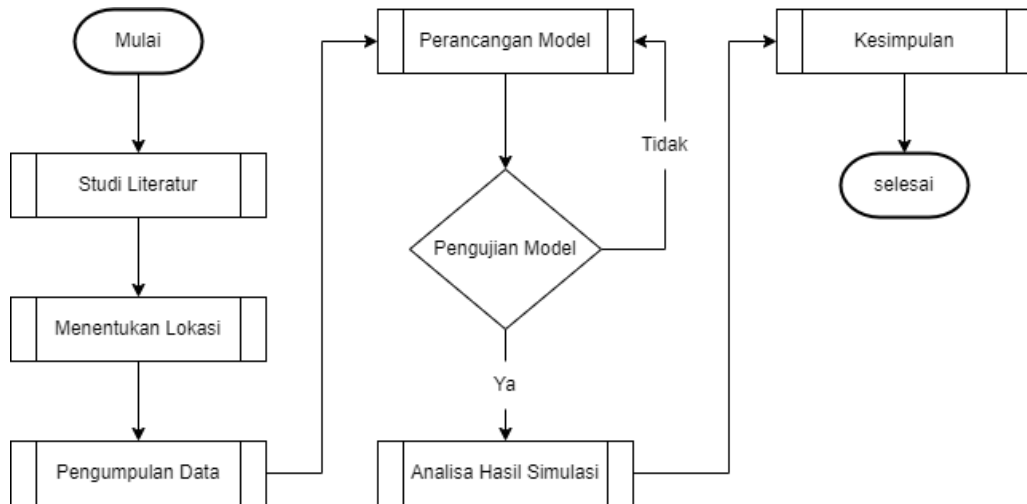 Mulai
Studi Literatur
Menentukan Lokasi
Pengumpulan Data
Perancangan Model
Tidak
Pengujian Model
Ya
Analisa Hasil Simulasi
Kesimpulan
selesai